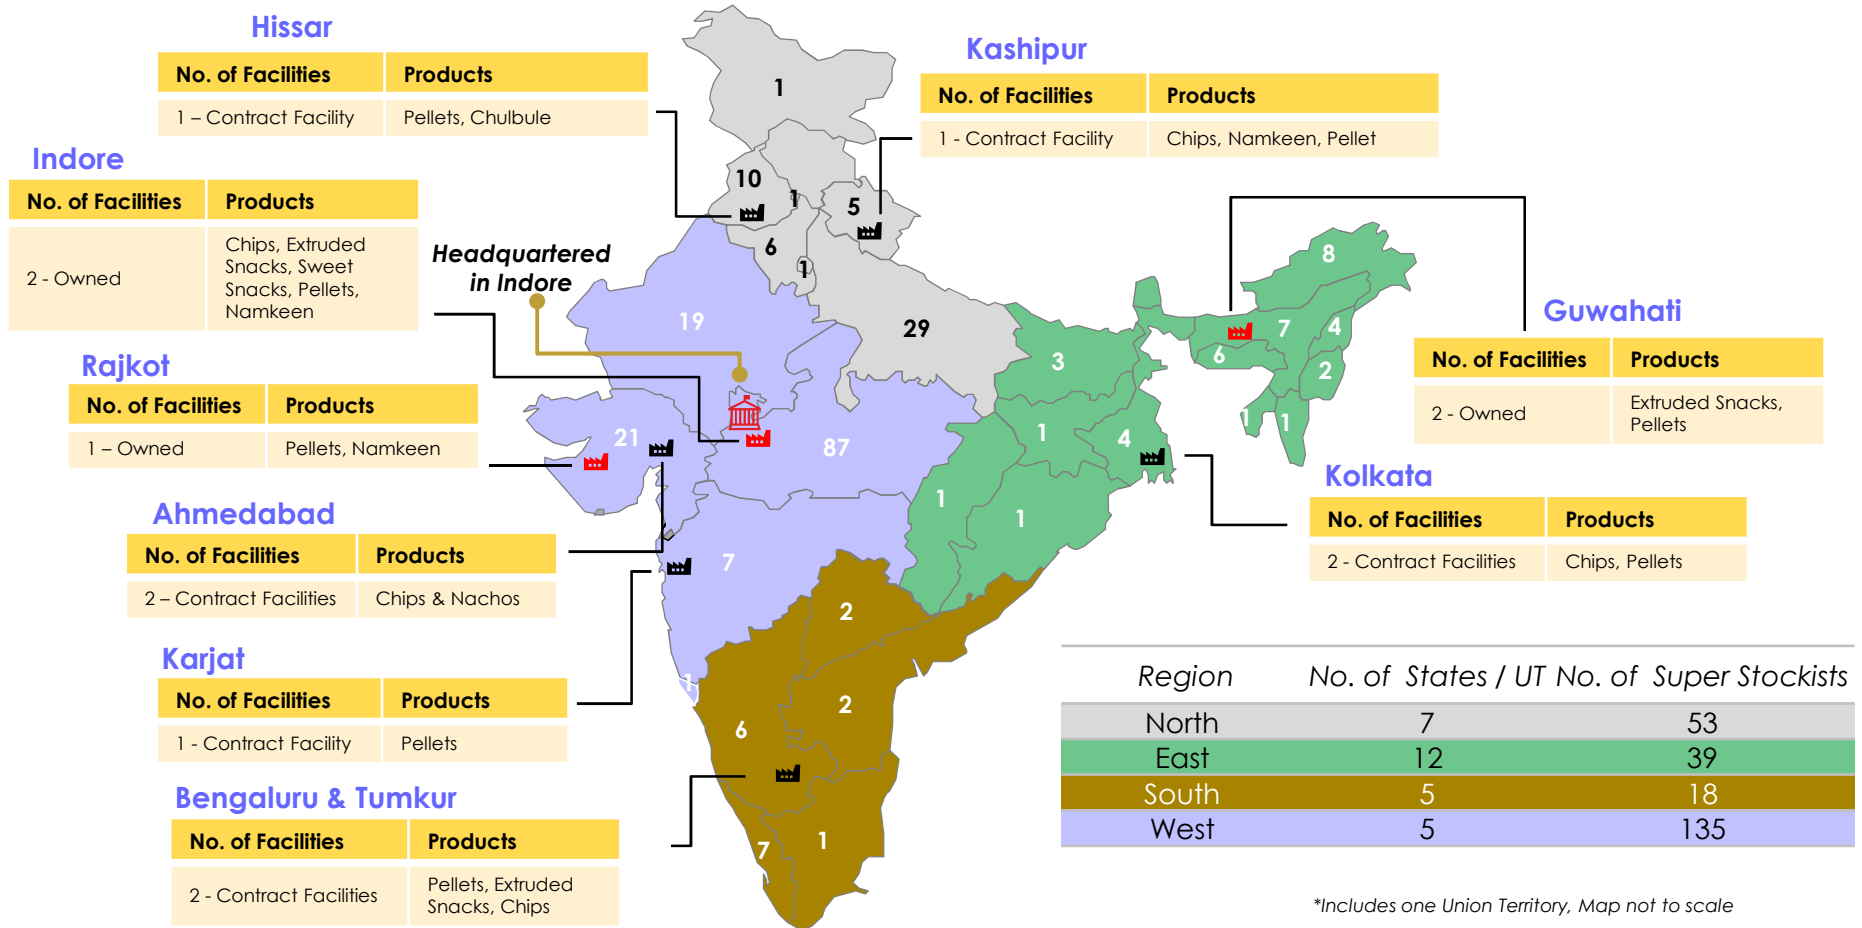 Hissar
No. of Facilities Products
1 – Contract Facility Pellets, Chulbule
Kashipur
No. of Facilities Products
1 - Contract Facility Chips, Namkeen, Pellet
Indore
No. of Facilities Products
2 - Owned
Chips, Extruded
Snacks, Sweet
Snacks, Pellets,
Namkeen
Headquartered
in Indore
Rajkot
No. of Facilities Products
1 – Owned Pellets, Namkeen
Ahmedabad
No. of Facilities Products
2 – Contract Facilities Chips & Nachos
Karjat
No. of Facilities Products
1 - Contract Facility Pellets
Bengaluru & Tumkur
No. of Facilities Products
2 - Contract Facilities
Pellets, Extruded
Snacks, Chips
Guwahati
No. of Facilities Products
2 - Owned
Extruded Snacks,
Pellets
Kolkata
No. of Facilities Products
2 - Contract Facilities Chips, Pellets
1
10
1
5
6
1
29
19
21
87
7
1
8
7
4
6
2
1
1
3
1
4
1
1
2
2
6
7
1
Region No. of States / UT No. of Super Stockists
North 7 53
East 12 39
South 5 18
West 5 135
*Includes one Union Territory, Map not to scale